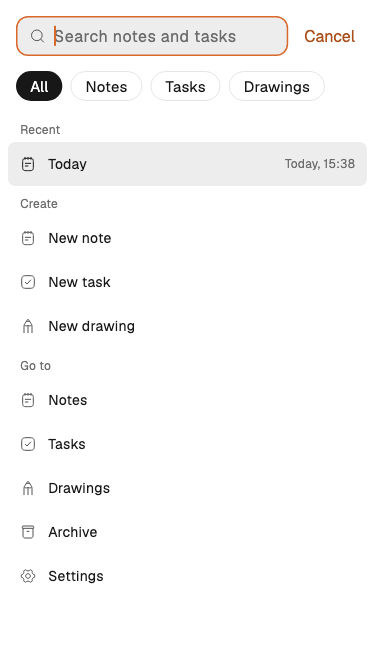 Search notes and tasks
Cancel
All
Notes
Tasks
Drawings
Recent
Today
Today, 15:38
Create
New note
New task
New drawing
Go to
Notes
Tasks
Drawings
Archive
Settings